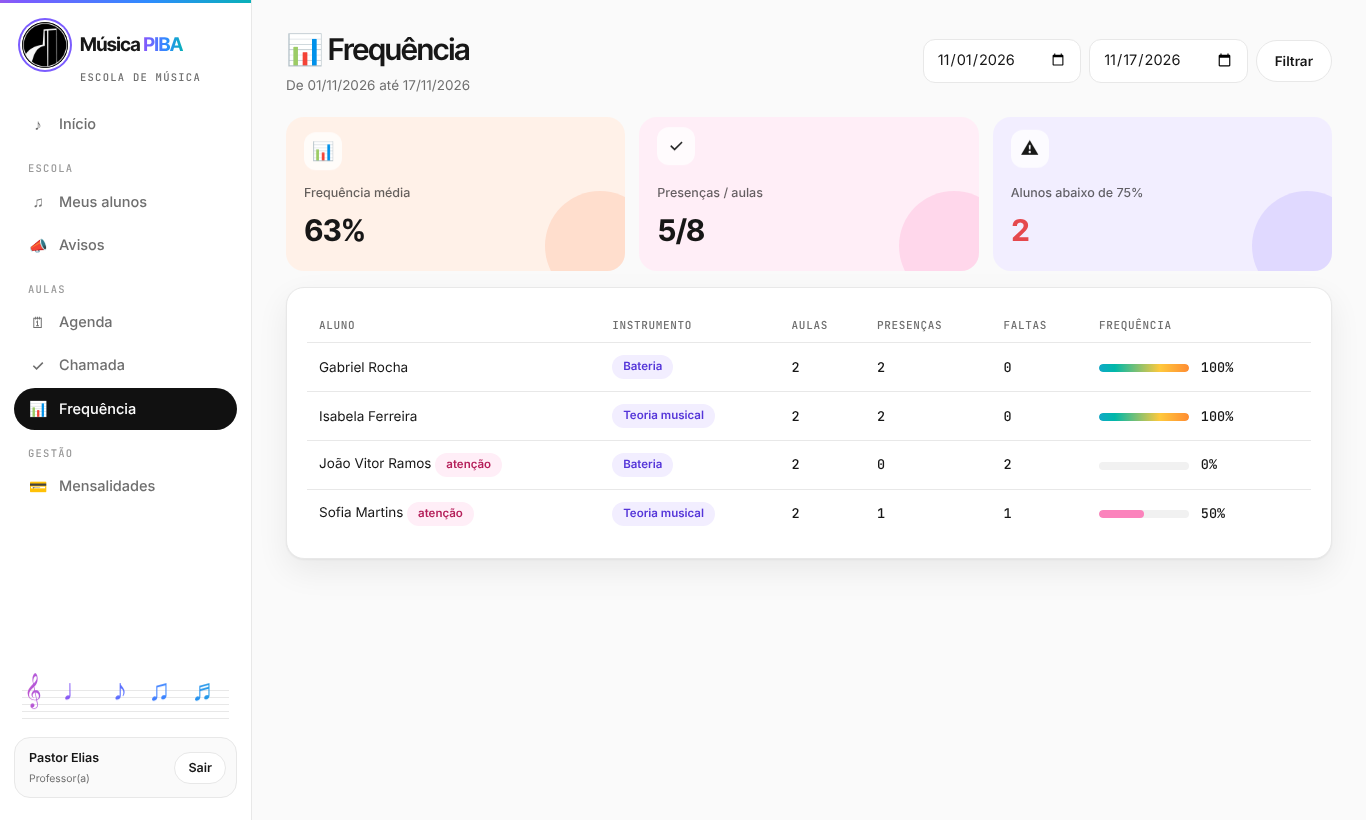 Música PIBA
ESCOLA DE MÚSICA
Início
ESCOLA
Meus alunos
Avisos
AULAS
Agenda
Chamada
Frequência
GESTÃO
Mensalidades
Pastor Elias
Professor(a)
Sair
Frequência
De 01/11/2026 até 17/11/2026
11/01/2026
11/17/2026
Filtrar
Frequência média
63%
Presenças / aulas
5/8
Alunos abaixo de 75%
2
ALUNO INSTRUMENTO AULAS PRESENÇAS FALTAS FREQUÊNCIA
Gabriel Rocha Bateria 2 2 0 100%
Isabela Ferreira Teoria musical 2 2 0 100%
João Vitor Ramos atenção Bateria 2 0 2 0%
Sofia Martins atenção Teoria musical 2 1 1 50%